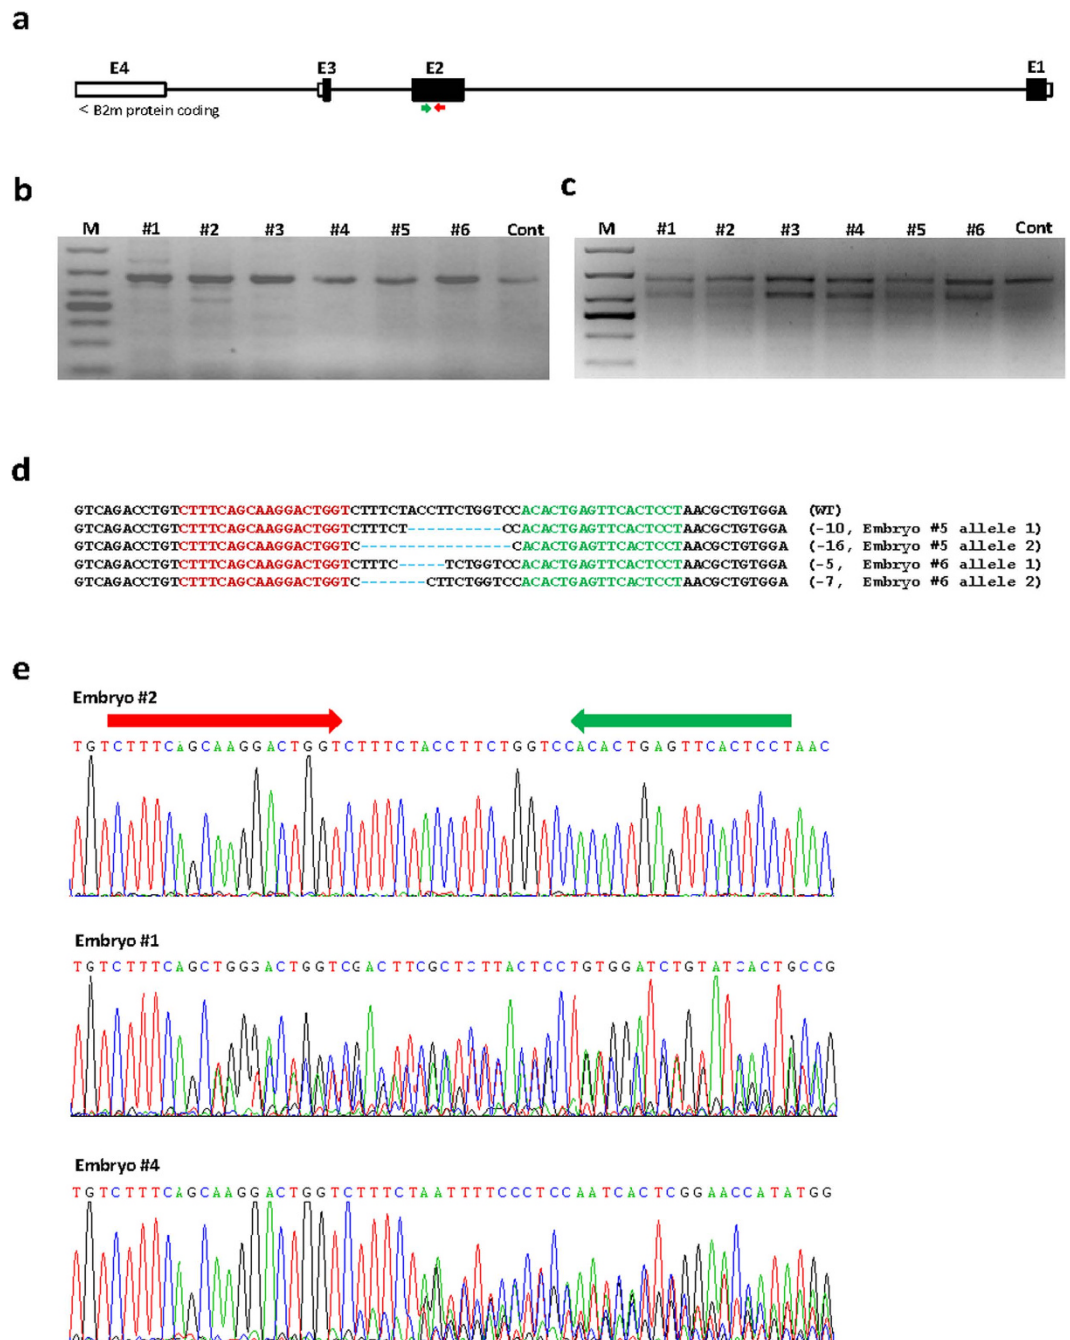 a
E4 E3 E2 E1
< B2m protein coding
b
M #1 #2 #3 #4 #5 #6 Cont
c
M #1 #2 #3 #4 #5 #6 Cont
d
GTCAGACCTGTCTTTCAGCAAGGACTGGTCTTTCTACCTTCTGGTCCACACTGAGTTCACTCCTAACGCTGTGGA (WT)
GTCAGACCTGTCTTTCAGCAAGGACTGGTCTTTCT----------CCACACTGAGTTCACTCCTAACGCTGTGGA (-10, Embryo #5 allele 1)
GTCAGACCTGTCTTTCAGCAAGGACTGGTC----------------CACACTGAGTTCACTCCTAACGCTGTGGA (-16, Embryo #5 allele 2)
GTCAGACCTGTCTTTCAGCAAGGACTGGTCTTTC-----TCTGGTCCACACTGAGTTCACTCCTAACGCTGTGGA (-5, Embryo #6 allele 1)
GTCAGACCTGTCTTTCAGCAAGGACTGGTC-------CTTCTGGTCCACACTGAGTTCACTCCTAACGCTGTGGA (-7, Embryo #6 allele 2)
e
Embryo #2
TGTCTTTCAGCAAGGACTGGTCTTTCTACCTTCTGGTCCACACTGAGTTCACTCCTAAC
Embryo #1
TGTCTTTCAGCTGGGACTGGTCGACTTCGCTCTTACTCCTGTGGATCTGTATCACTGCCG
Embryo #4
TGTCTTTCAGCAAGGACTGGTCTTTCTAATTTTCCCTCCAATCACTCGGAACCATATGG